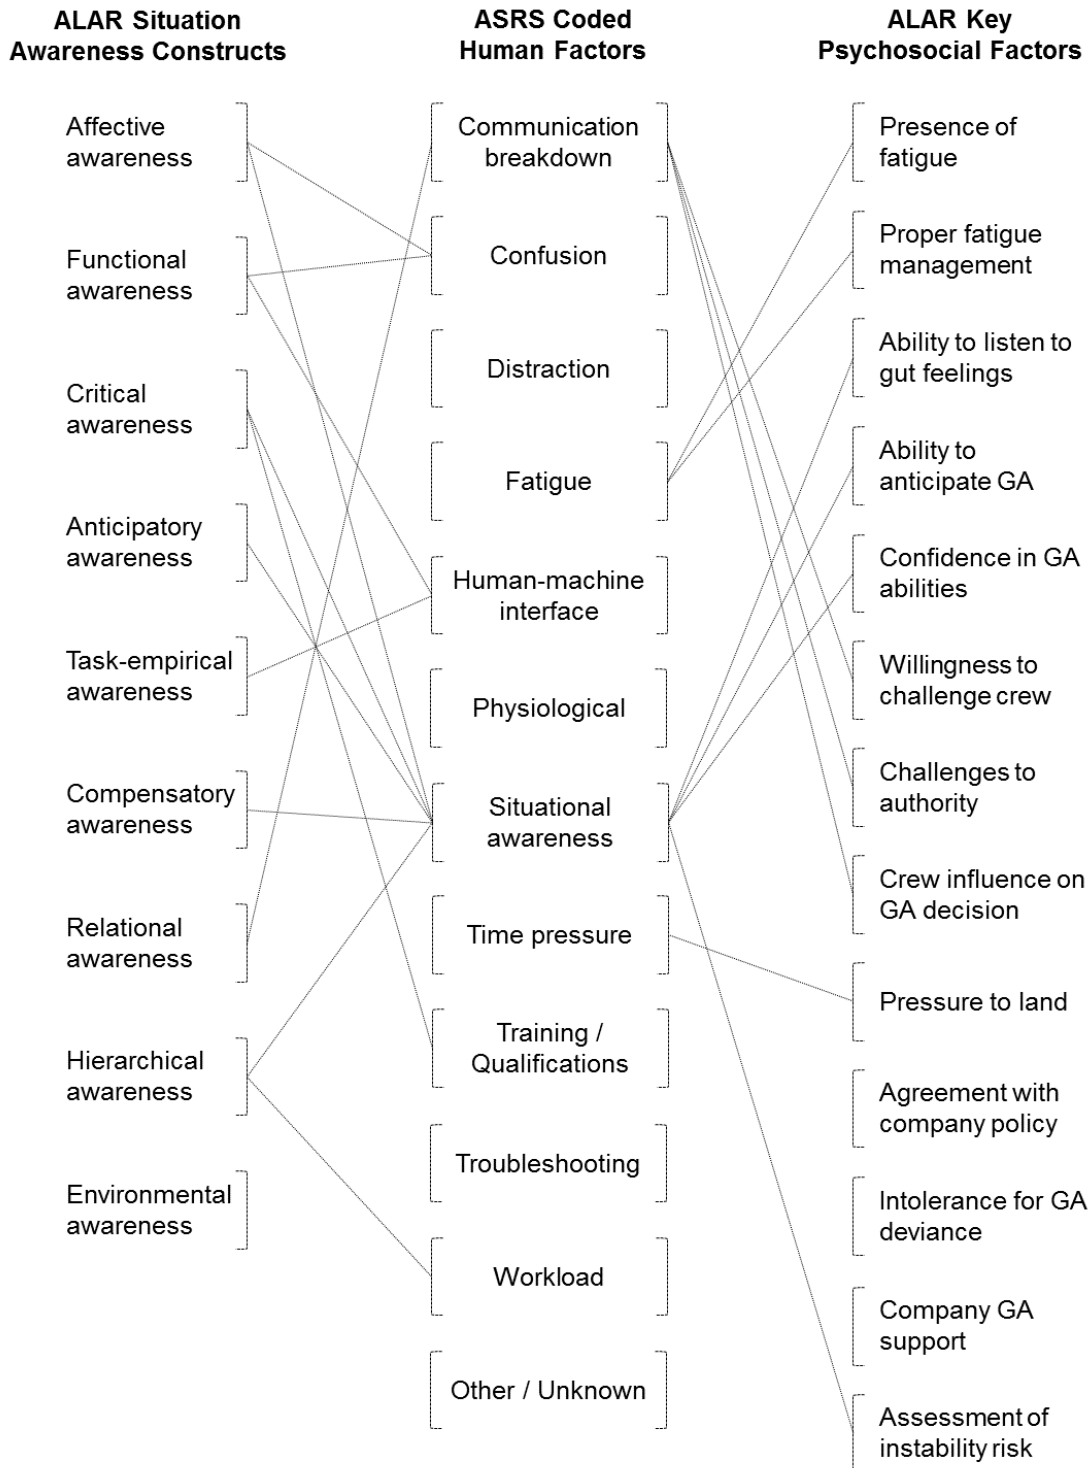 ALAR Situation
Awareness Constructs
Affective
awareness
Functional
awareness
Critical
awareness
Anticipatory
awareness
Task-empirical
awareness
Compensatory
awareness
Relational
awareness
Hierarchical
awareness
Environmental
awareness
ASRS Coded
Human Factors
Communication
breakdown
Confusion
Distraction
Fatigue
Human-machine
interface
Physiological
Situational
awareness
Time pressure
Training /
Qualifications
Troubleshooting
Workload
Other / Unknown
ALAR Key
Psychosocial Factors
Presence of
fatigue
Proper fatigue
management
Ability to listen to
gut feelings
Ability to
anticipate GA
Confidence in GA
abilities
Willingness to
challenge crew
Challenges to
authority
Crew influence on
GA decision
Pressure to land
Agreement with
company policy
Intolerance for GA
deviance
Company GA
support
Assessment of
instability risk